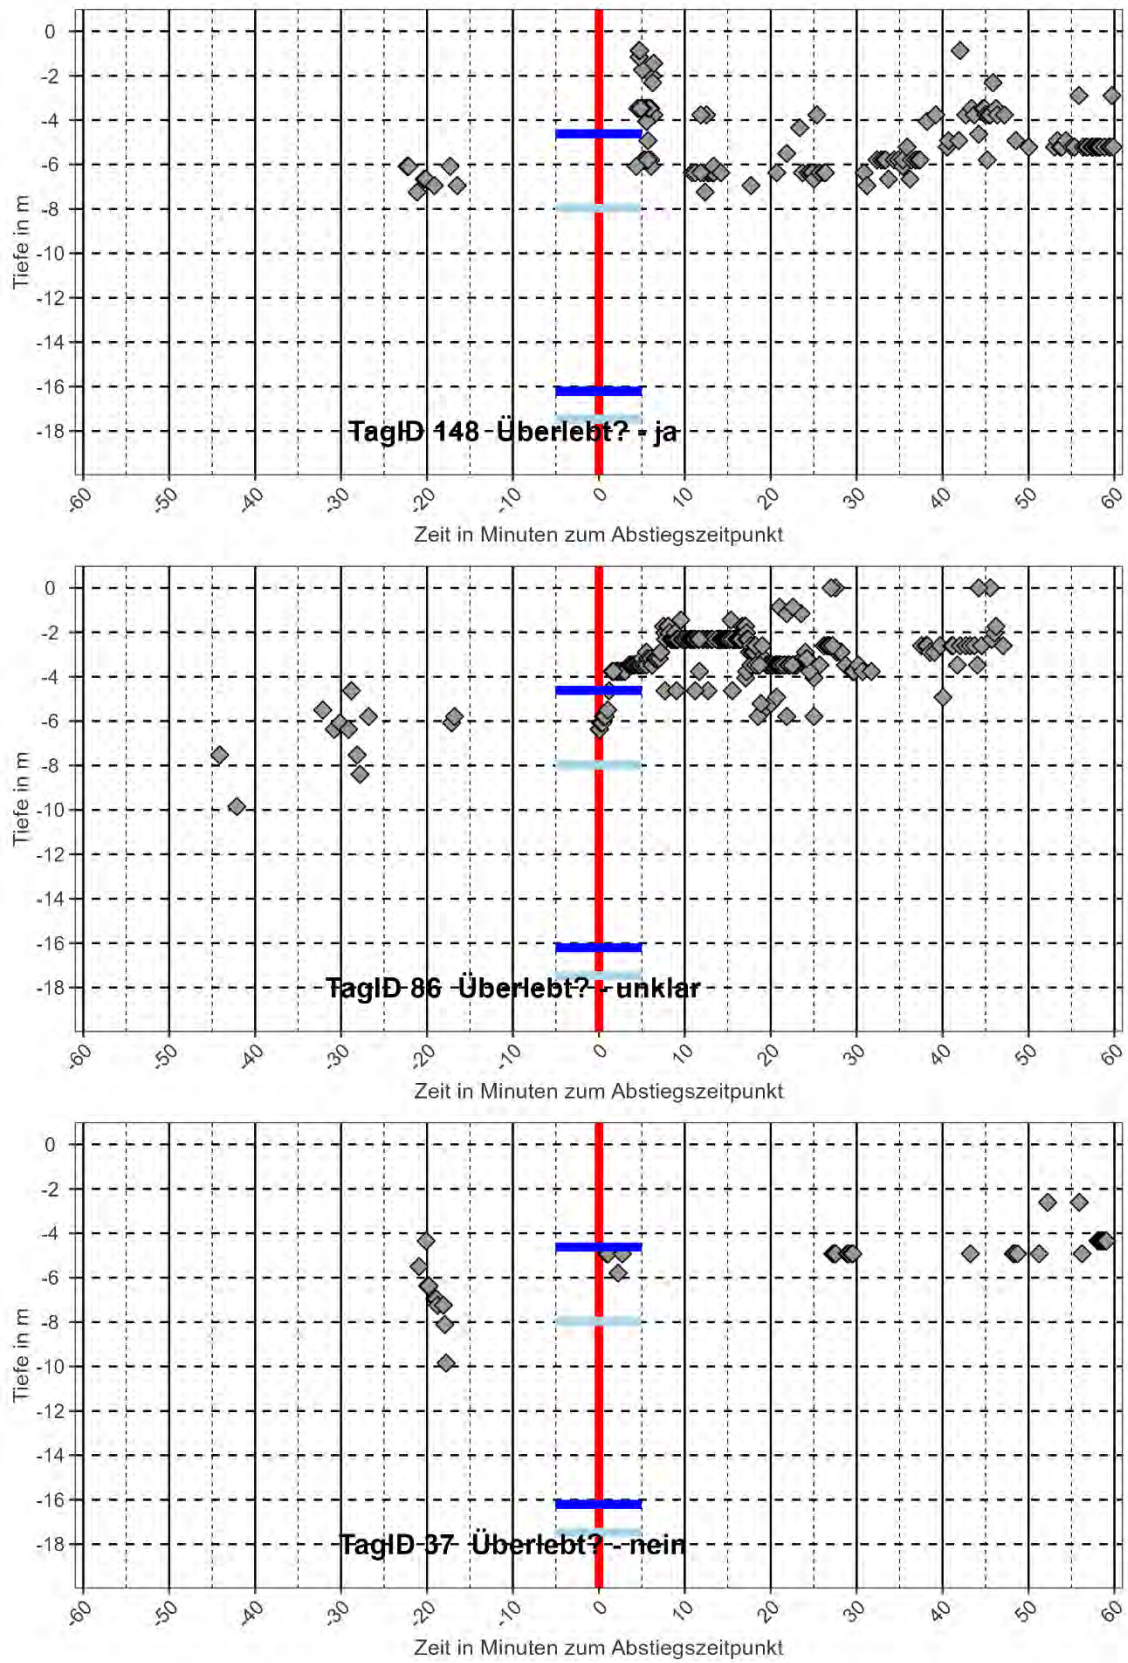 0
-2
-4
-6
-8
-10
-12
-14
-16
-18
Tiefe in m
TagID 148 Überlebt? - ja
-60 -50 -40 -30 -20 -10 0 10 20 30 40 50 60
Zeit in Minuten zum Abstiegszeitpunkt
0
-2
-4
-6
-8
-10
-12
-14
-16
-18
Tiefe in m
TagID 86 Überlebt? - unklar
-60 -50 -40 -30 -20 -10 0 10 20 30 40 50 60
Zeit in Minuten zum Abstiegszeitpunkt
0
-2
-4
-6
-8
-10
-12
-14
-16
-18
Tiefe in m
TagID 37 Überlebt? - nein
-60 -50 -40 -30 -20 -10 0 10 20 30 40 50 60
Zeit in Minuten zum Abstiegszeitpunkt